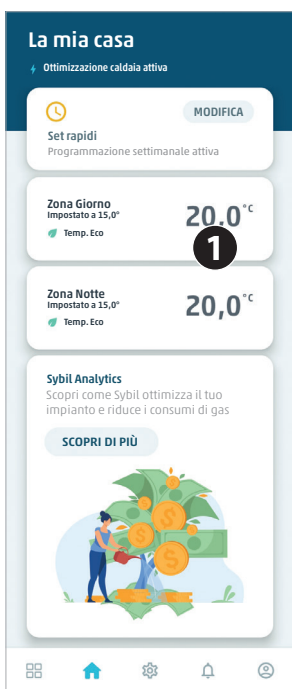 La mia casa
Ottimizzazione caldaia attiva
MODIFICA
Set rapidi
Programmazione settimanale attiva
Zona Giorno
Impostato a 15,0°
Temp. Eco
20,0°C
1
Zona Notte
Impostato a 15,0°
Temp. Eco
20,0°C
Sybil Analytics
Scopri come Sybil ottimizza il tuo
impianto e riduce i consumi di gas
SCOPRI DI PIÙ